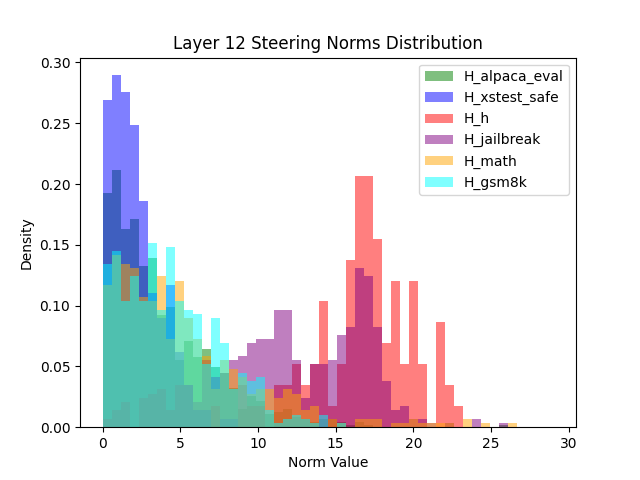 Layer 12 Steering Norms Distribution
0.30
0.25
0.20
0.15
0.10
0.05
0.00
Density
H_alpaca_eval
H_xstest_safe
H_h
H_jailbreak
H_math
H_gsm8k
0 5 10 15 20 25 30
Norm Value